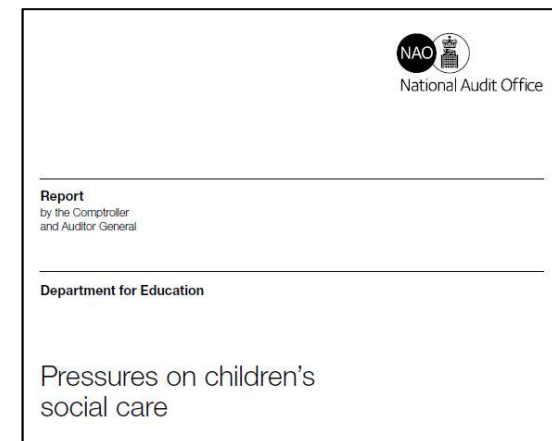 NAO
National Audit Office
Report
by the Comptroller
and Auditor General
Department for Education
Pressures on children's
social care